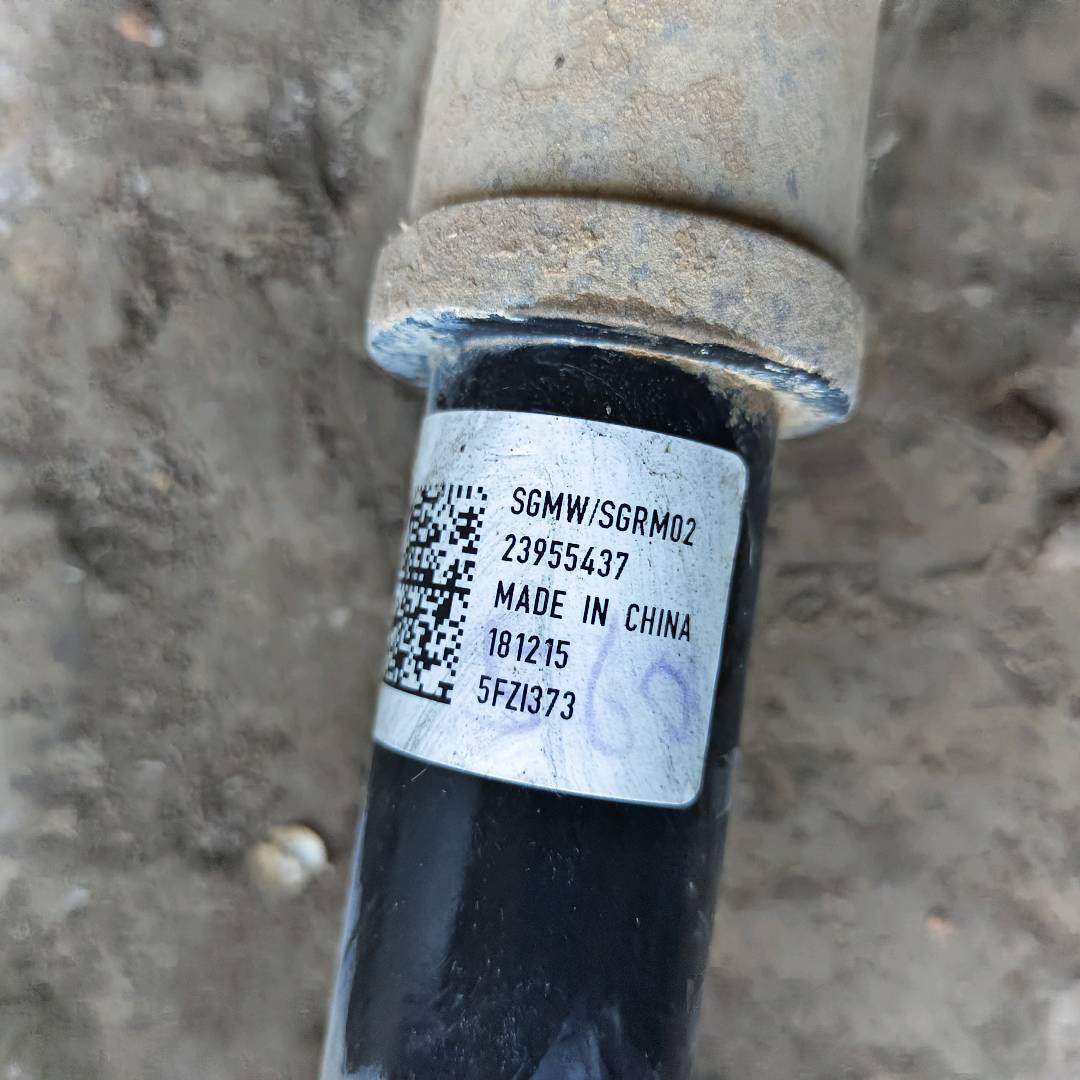 SGMW/SGRM02
23955437
MADE IN CHINA
181215
5FZI373